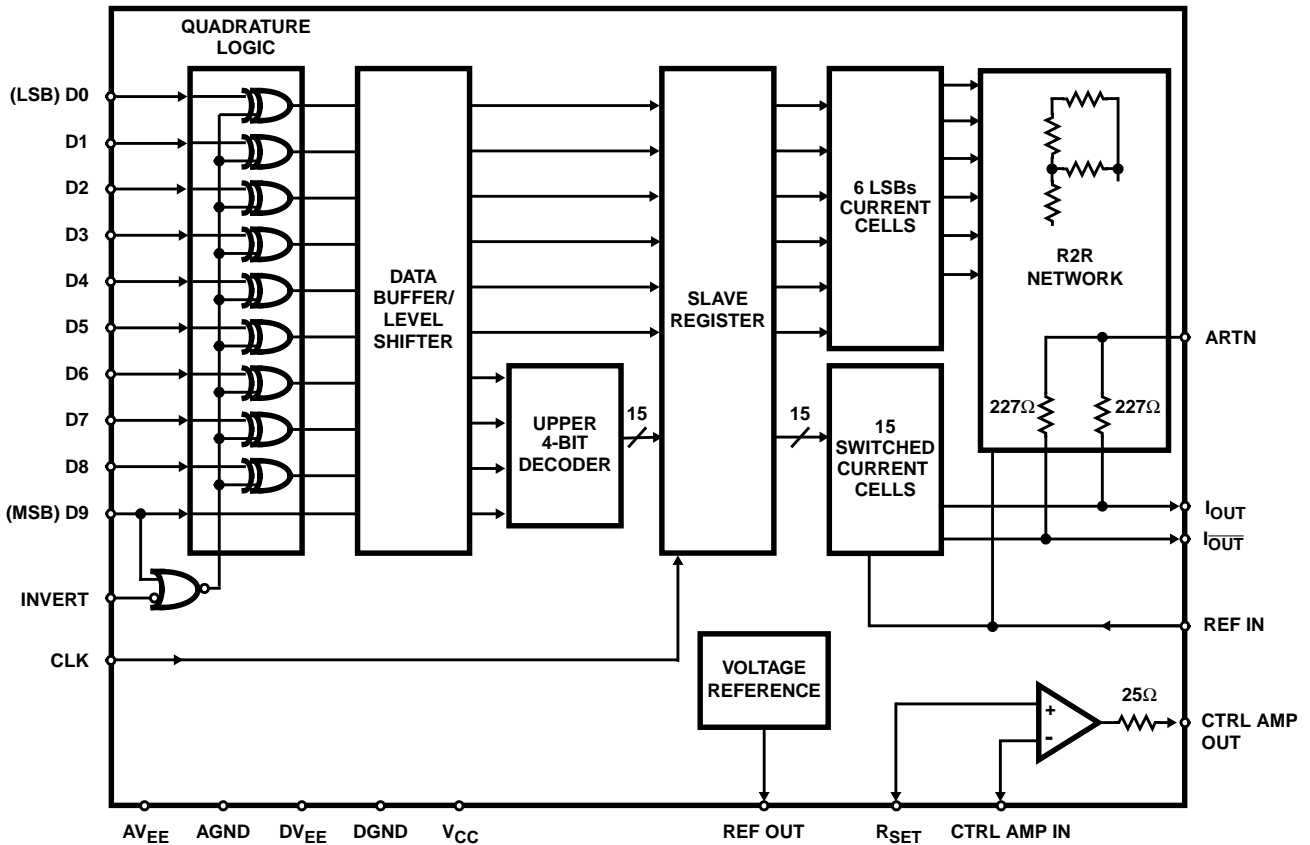 QUADRATURE
LOGIC
(LSB) D0
D1
D2
D3
D4
D5
D6
D7
D8
(MSB) D9
INVERT
CLK
DATA
BUFFER/
LEVEL
SHIFTER
UPPER
4-BIT
DECODER
15
SLAVE
REGISTER
15
6 LSBs
CURRENT
CELLS
15
SWITCHED
CURRENT
CELLS
R2R
NETWORK
227Ω
227Ω
ARTN
IOUT
IOUT
REF IN
VOLTAGE
REFERENCE
+
-
25Ω
CTRL AMP
OUT
AVEE
AGND
DVEE
DGND
VCC
REF OUT
RSET
CTRL AMP IN